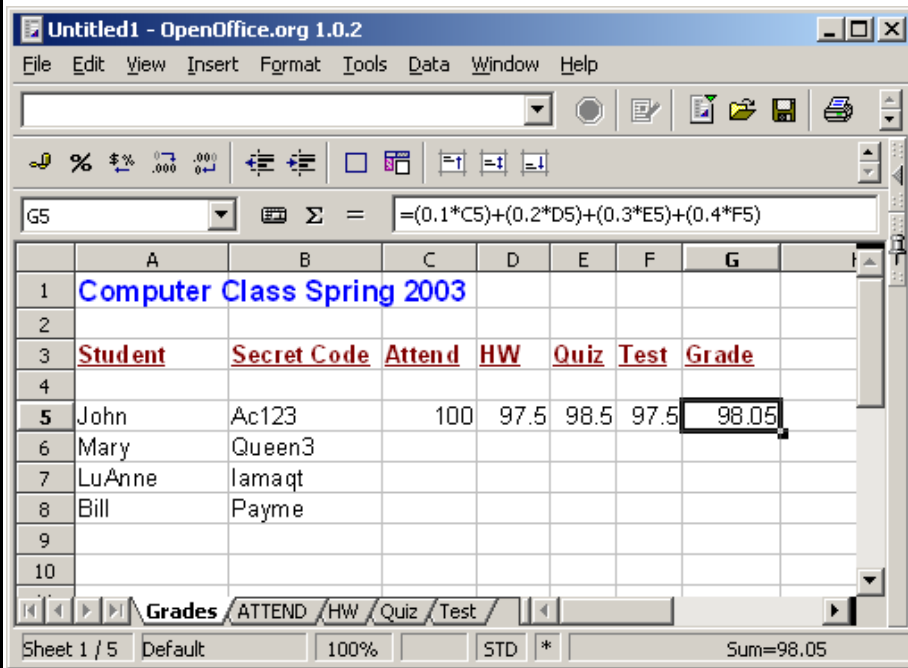 Untitled1 - OpenOffice.org 1.0.2
File Edit View Insert Format Tools Data Window Help
G5 Σ = =(0.1*C5)+(0.2*D5)+(0.3*E5)+(0.4*F5)
A B C D E F G H
1 Computer Class Spring 2003
2
3 Student Secret Code Attend HW Quiz Test Grade
4
5 John Ac123 100 97.5 98.5 97.5 98.05
6 Mary Queen3
7 LuAnne Iamaqt
8 Bill Payme
9
10
Grades ATTEND HW Quiz Test
Sheet 1 / 5 Default 100% STD * Sum=98.05